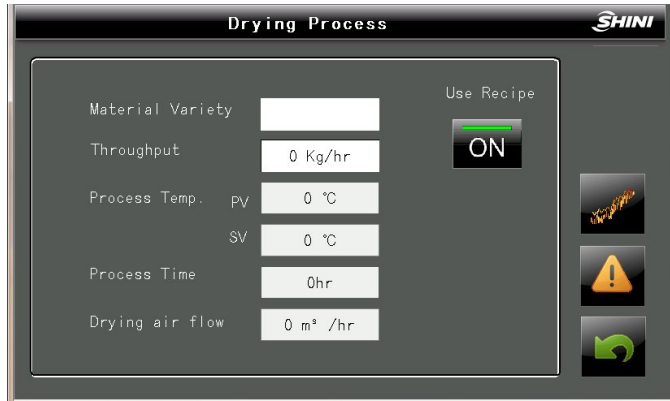 Drying Process
SHINI
Use Recipe
ON
Material Variety
Throughput 0 Kg/hr
Process Temp. PV 0 ℃
SV 0 ℃
Process Time 0hr
Drying air flow 0 m³ /hr